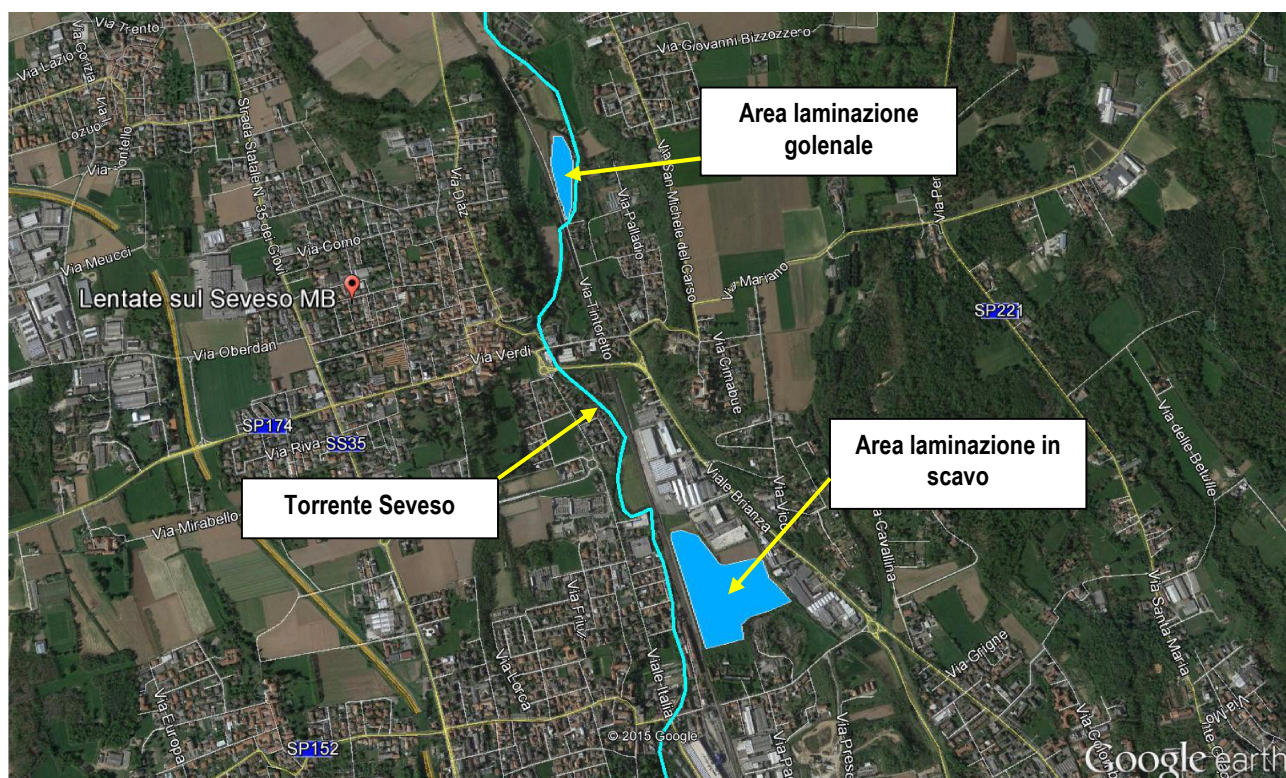 Via Trento
Via Lazio
Via Gorizia
Via Giovanni Bizzozzero
Area laminazione
golenale
Strada Statale N. 35 dei Giovi
Via Diaz
Via San Michele del Carso
Via Palladio
Via Como
Via Meucci
Via Mariano
Lentate sul Seveso MB
SP221
Via Tintoretto
Via Oberdan
Via Verdi
Via Cimabue
SP174
Via Riva
SS35
Area laminazione in
scavo
Via delle Betulle
Torrente Seveso
Viale Brianza
Via Mirabello
Via Friuli
Via Santa Maria
Via Lorca
Viale Italia
Via Grigne
Via Europa
SP152
© 2015 Google
Google earth